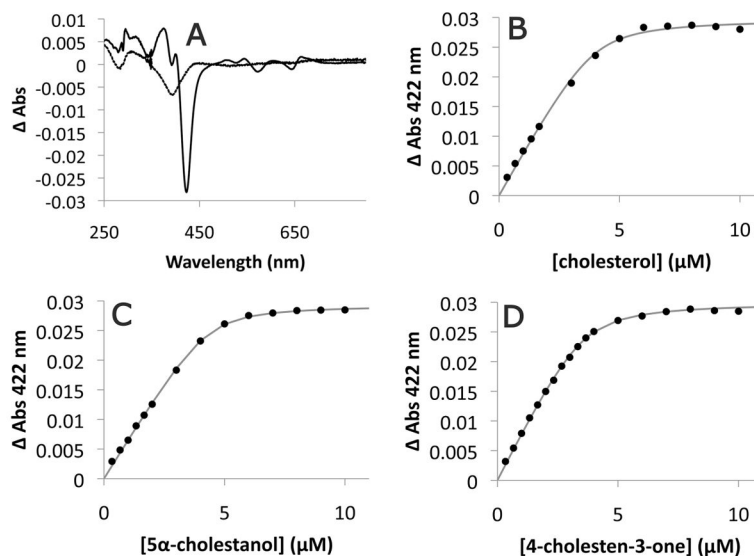 A
Δ Abs
0.01
0.005
0
-0.005
-0.01
-0.015
-0.02
-0.025
-0.03
250 450 650
Wavelength (nm)
B
Δ Abs 422 nm
0.03
0.025
0.02
0.015
0.01
0.005
0
0 5 10
[cholesterol] (μM)
C
Δ Abs 422 nm
0.03
0.025
0.02
0.015
0.01
0.005
0
0 5 10
[5α-cholestanol] (μM)
D
Δ Abs 422 nm
0.03
0.025
0.02
0.015
0.01
0.005
0
0 5 10
[4-cholesten-3-one] (μM)